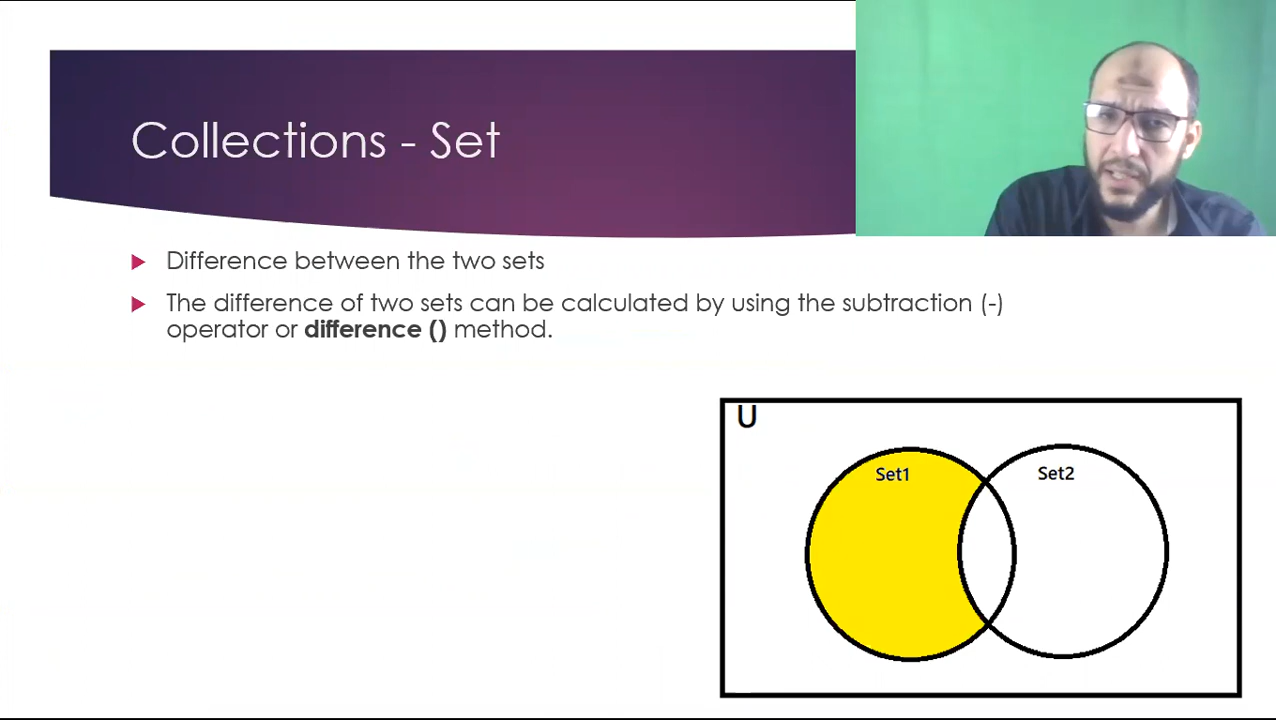 Collections - Set
Difference between the two sets
The difference of two sets can be calculated by using the subtraction (-)
operator or difference () method.
U
Set1
Set2